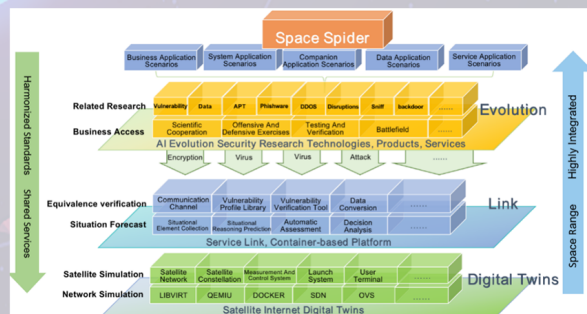 Space Spider
Business Application
Scenarios
System Application
Scenarios
Companion
Application Scenarios
Data Application
Scenarios
Service Application
Scenarios
Harmonized Standards
Shared Services
Highly Integrated
Space Range
Related Research
Vulnerability
Data
APT
Phishware
DDOS
Disruptions
Sniff
backdoor
......
Evolution
Business Access
Scientific
Cooperation
Offensive And
Defensive Exercises
Testing And
Verification
Battlefield
......
AI Evolution Security Research Technologies, Products, Services
Encryption
Virus
Virus
Attack
......
Equivalence verification
Communication
Channel
Vulnerability
Profile Library
Vulnerability
Verification Tool
Data
Conversion
......
Link
Situation Forecast
Situational
Element Collection
Situational
Reasoning Prediction
Automatic
Assessment
Decision
Analysis
......
Service Link, Container-based Platform
Satellite Simulation
Satellite
Network
Satellite
Constellation
Measurement And
Control System
Launch
System
User
Terminal
......
Digital Twins
Network Simulation
LIBVIRT
QEMIU
DOCKER
SDN
OVS
......
Satellite Internet Digital Twins